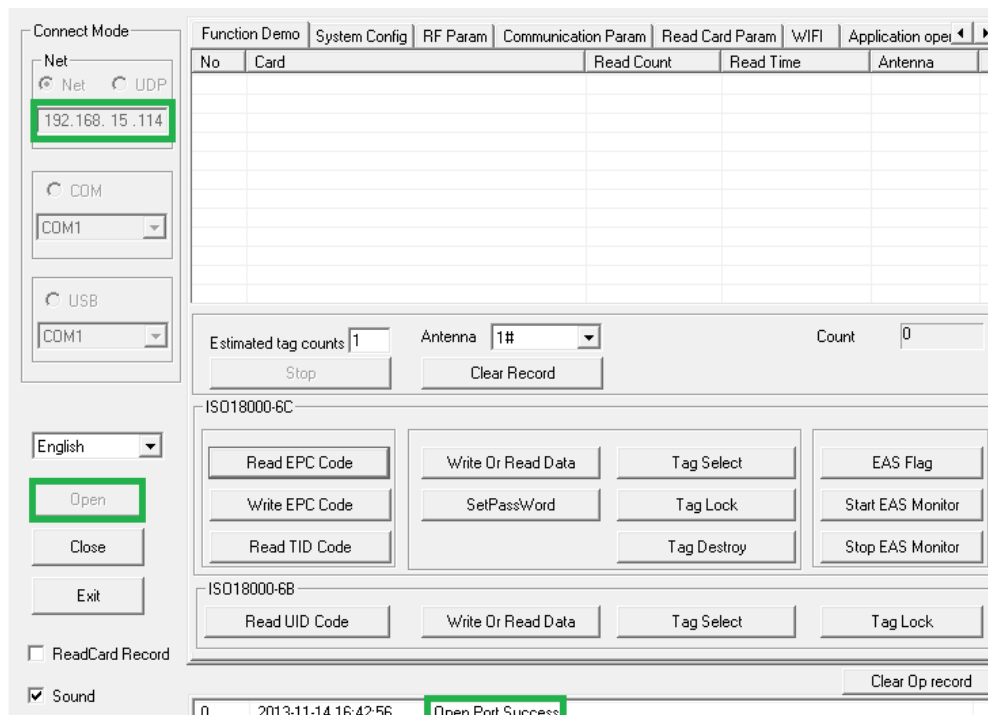 Connect Mode
Net
Net UDP
192.168. 15 .114
COM
COM1
USB
COM1
English
Open
Close
Exit
ReadCard Record
Sound
Function Demo System Config RF Param Communication Param Read Card Param WIFI Application oper
No Card Read Count Read Time Antenna
Estimated tag counts 1 Antenna 1# Count 0
Stop Clear Record
ISO18000-6C
Read EPC Code Write Or Read Data Tag Select EAS Flag
Write EPC Code SetPassWord Tag Lock Start EAS Monitor
Read TID Code Tag Destroy Stop EAS Monitor
ISO18000-6B
Read UID Code Write Or Read Data Tag Select Tag Lock
Clear Op record
0 2013-11-14 16:42:56 Open Port Success